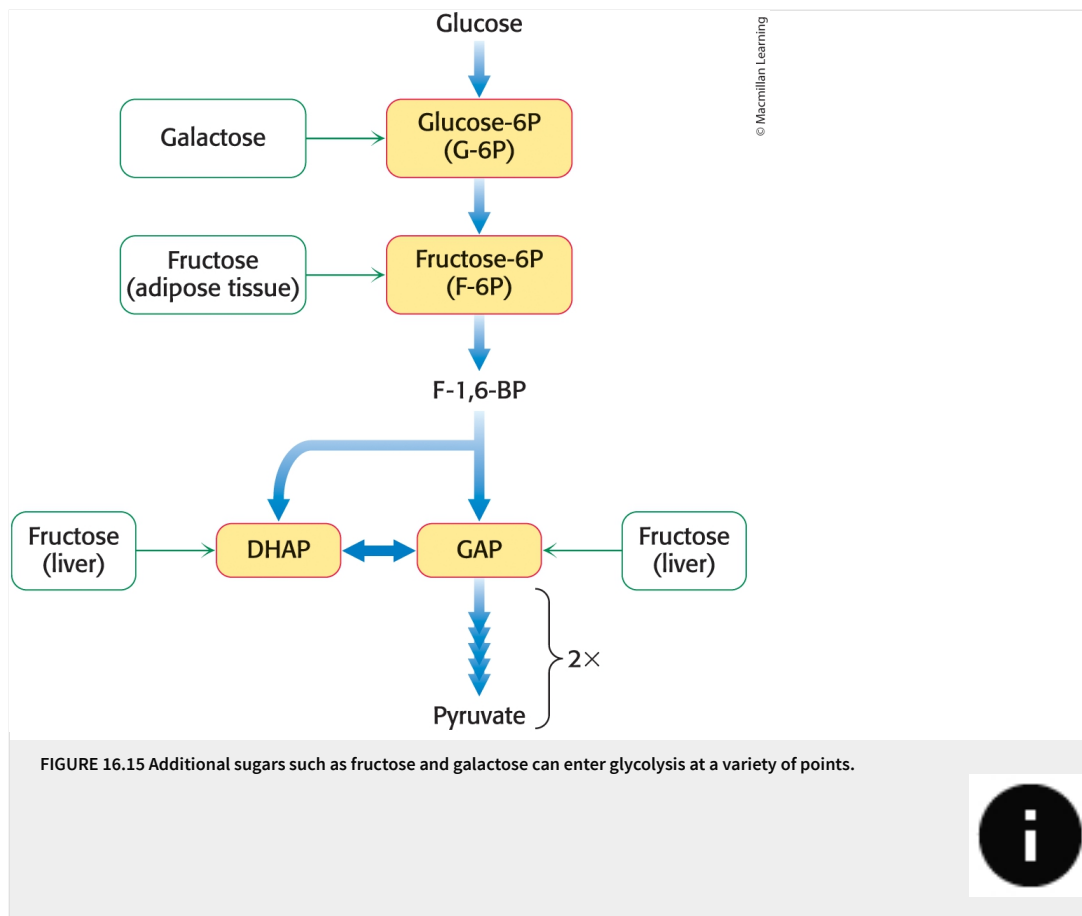 Glucose
© Macmillan Learning
Galactose
Glucose-6P
(G-6P)
Fructose
(adipose tissue)
Fructose-6P
(F-6P)
F-1,6-BP
Fructose
(liver)
DHAP
GAP
Fructose
(liver)
2×
Pyruvate
FIGURE 16.15 Additional sugars such as fructose and galactose can enter glycolysis at a variety of points.
i